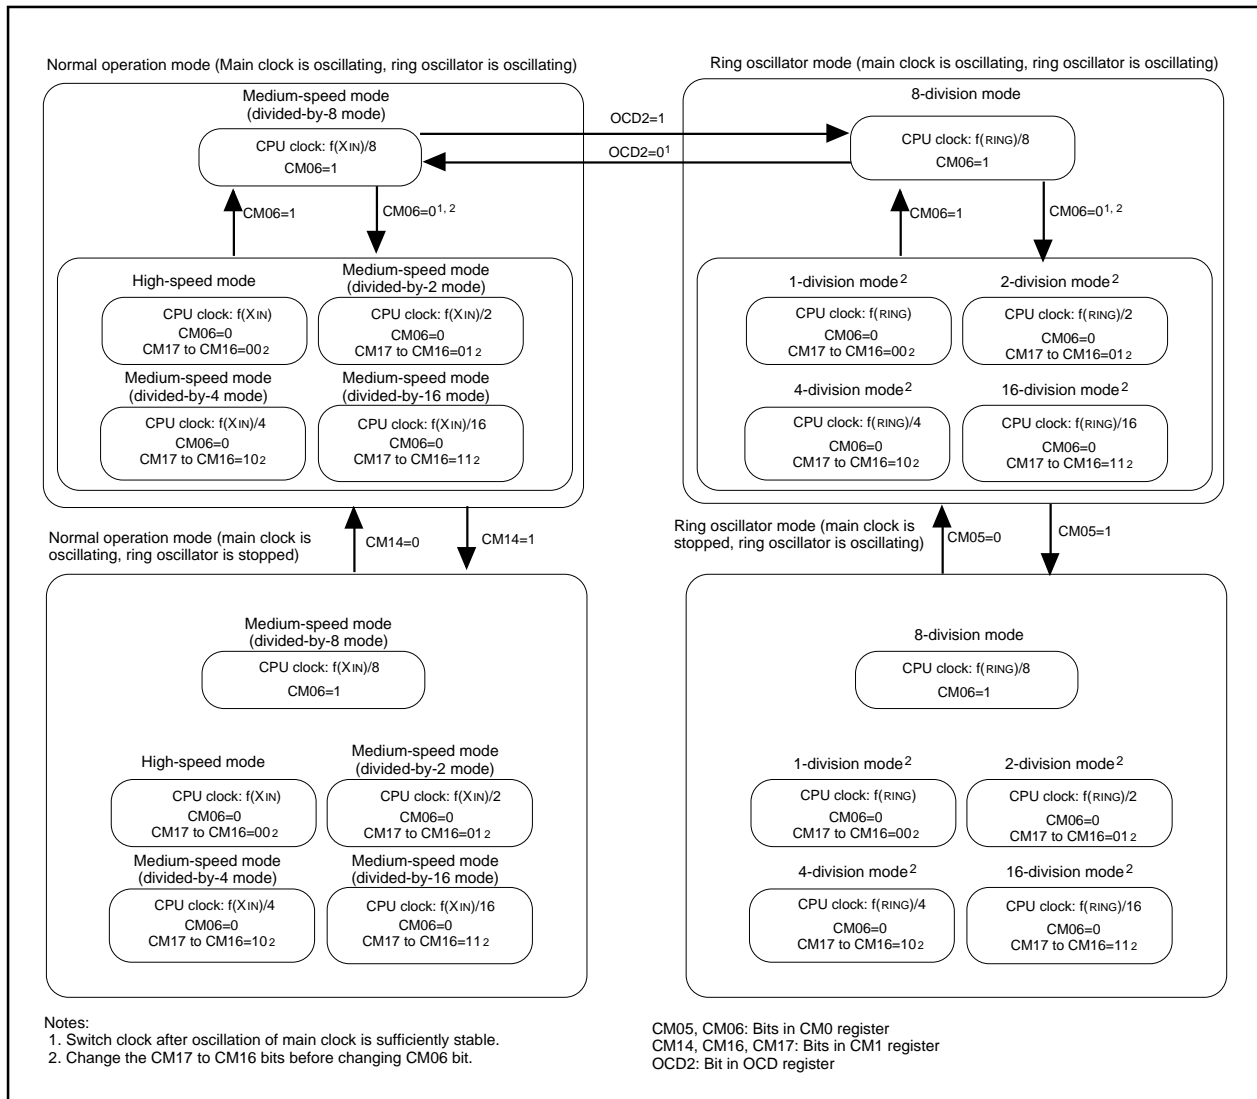 Normal operation mode (Main clock is oscillating, ring oscillator is oscillating)
Medium-speed mode
(divided-by-8 mode)
CPU clock: f(XIN)/8
CM06=1
CM06=1
CM06=0¹, ²
High-speed mode
CPU clock: f(XIN)
CM06=0
CM17 to CM16=00₂
Medium-speed mode
(divided-by-2 mode)
CPU clock: f(XIN)/2
CM06=0
CM17 to CM16=01₂
Medium-speed mode
(divided-by-4 mode)
CPU clock: f(XIN)/4
CM06=0
CM17 to CM16=10₂
Medium-speed mode
(divided-by-16 mode)
CPU clock: f(XIN)/16
CM06=0
CM17 to CM16=11₂
OCD2=1
OCD2=0¹
Ring oscillator mode (main clock is oscillating, ring oscillator is oscillating)
8-division mode
CPU clock: f(RING)/8
CM06=1
CM06=1
CM06=0¹, ²
1-division mode²
CPU clock: f(RING)
CM06=0
CM17 to CM16=00₂
2-division mode²
CPU clock: f(RING)/2
CM06=0
CM17 to CM16=01₂
4-division mode²
CPU clock: f(RING)/4
CM06=0
CM17 to CM16=10₂
16-division mode²
CPU clock: f(RING)/16
CM06=0
CM17 to CM16=11₂
Normal operation mode (main clock is
oscillating, ring oscillator is stopped)
CM14=0
CM14=1
Medium-speed mode
(divided-by-8 mode)
CPU clock: f(XIN)/8
CM06=1
High-speed mode
CPU clock: f(XIN)
CM06=0
CM17 to CM16=00₂
Medium-speed mode
(divided-by-2 mode)
CPU clock: f(XIN)/2
CM06=0
CM17 to CM16=01₂
Medium-speed mode
(divided-by-4 mode)
CPU clock: f(XIN)/4
CM06=0
CM17 to CM16=10₂
Medium-speed mode
(divided-by-16 mode)
CPU clock: f(XIN)/16
CM06=0
CM17 to CM16=11₂
Ring oscillator mode (main clock is
stopped, ring oscillator is oscillating)
CM05=0
CM05=1
8-division mode
CPU clock: f(RING)/8
CM06=1
1-division mode²
CPU clock: f(RING)
CM06=0
CM17 to CM16=00₂
2-division mode²
CPU clock: f(RING)/2
CM06=0
CM17 to CM16=01₂
4-division mode²
CPU clock: f(RING)/4
CM06=0
CM17 to CM16=10₂
16-division mode²
CPU clock: f(RING)/16
CM06=0
CM17 to CM16=11₂
Notes:
1. Switch clock after oscillation of main clock is sufficiently stable.
2. Change the CM17 to CM16 bits before changing CM06 bit.
CM05, CM06: Bits in CM0 register
CM14, CM16, CM17: Bits in CM1 register
OCD2: Bit in OCD register